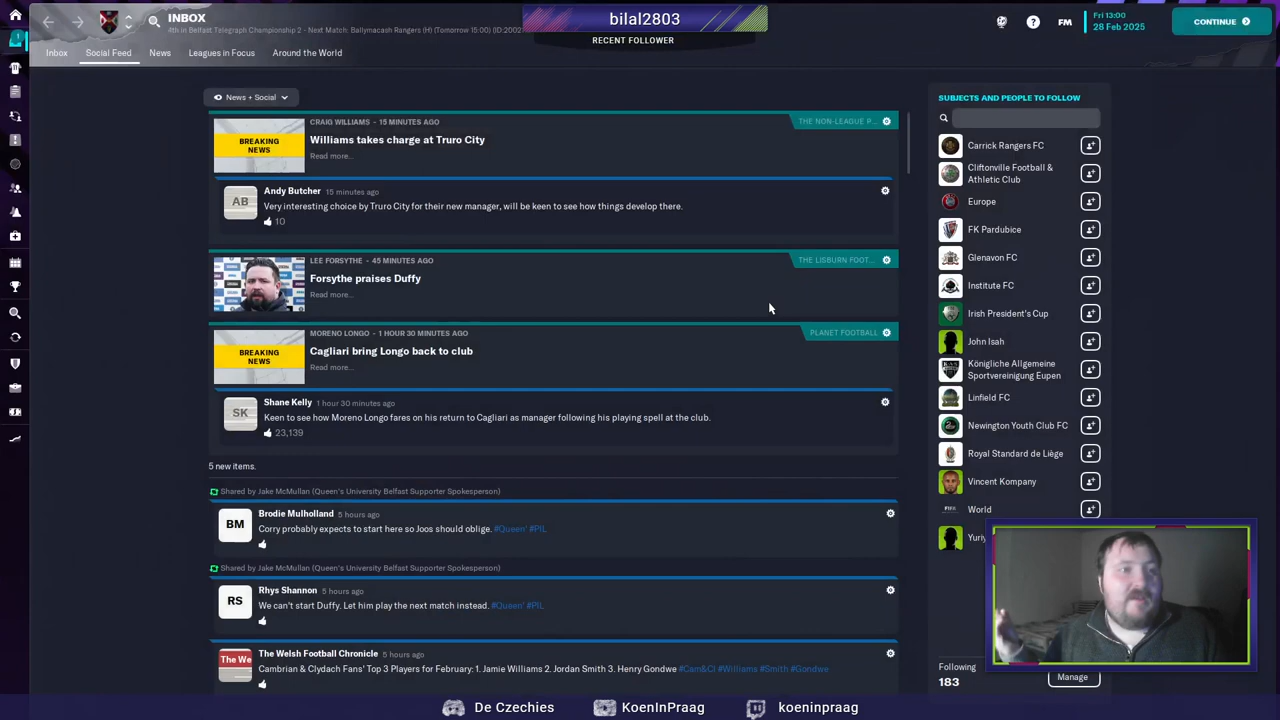 INBOX
4th in Belfast Telegraph Championship 2 - Next Match: Ballymacash Rangers (H) (Tomorrow 15:00) (ID:2002
bilal2803
RECENT FOLLOWER
FM
Fri 13:00
28 Feb 2025
CONTINUE
Inbox
Social Feed
News
Leagues in Focus
Around the World
News + Social
CRAIG WILLIAMS - 15 MINUTES AGO
THE NON-LEAGUE P...
BREAKING
NEWS
Williams takes charge at Truro City
Read more...
AB
Andy Butcher 15 minutes ago
Very interesting choice by Truro City for their new manager, will be keen to see how things develop there.
10
LEE FORSYTHE - 45 MINUTES AGO
THE LISBURN FOOT...
Forsythe praises Duffy
Read more...
MORENO LONGO - 1 HOUR 30 MINUTES AGO
PLANET FOOTBALL
BREAKING
NEWS
Cagliari bring Longo back to club
Read more...
SK
Shane Kelly 1 hour 30 minutes ago
Keen to see how Moreno Longo fares on his return to Cagliari as manager following his playing spell at the club.
23,139
5 new items.
Shared by Jake McMullan (Queen's University Belfast Supporter Spokesperson)
BM
Brodie Mulholland 5 hours ago
Corry probably expects to start here so Joos should oblige. #Queen' #PIL
Shared by Jake McMullan (Queen's University Belfast Supporter Spokesperson)
RS
Rhys Shannon 5 hours ago
We can't start Duffy. Let him play the next match instead. #Queen' #PIL
The We
The Welsh Football Chronicle 5 hours ago
Cambrian & Clydach Fans' Top 3 Players for February: 1. Jamie Williams 2. Jordan Smith 3. Henry Gondwe #Cam&Cl #Williams #Smith #Gondwe
SUBJECTS AND PEOPLE TO FOLLOW
Carrick Rangers FC
Cliftonville Football &
Athletic Club
Europe
FK Pardubice
Glenavon FC
Institute FC
Irish President's Cup
John Isah
Königliche Allgemeine
Sportvereinigung Eupen
Linfield FC
Newington Youth Club FC
Royal Standard de Liège
Vincent Kompany
FIFA
World
Yuriy
Following
183
Manage
De Czechies
KoenInPraag
koeninpraag